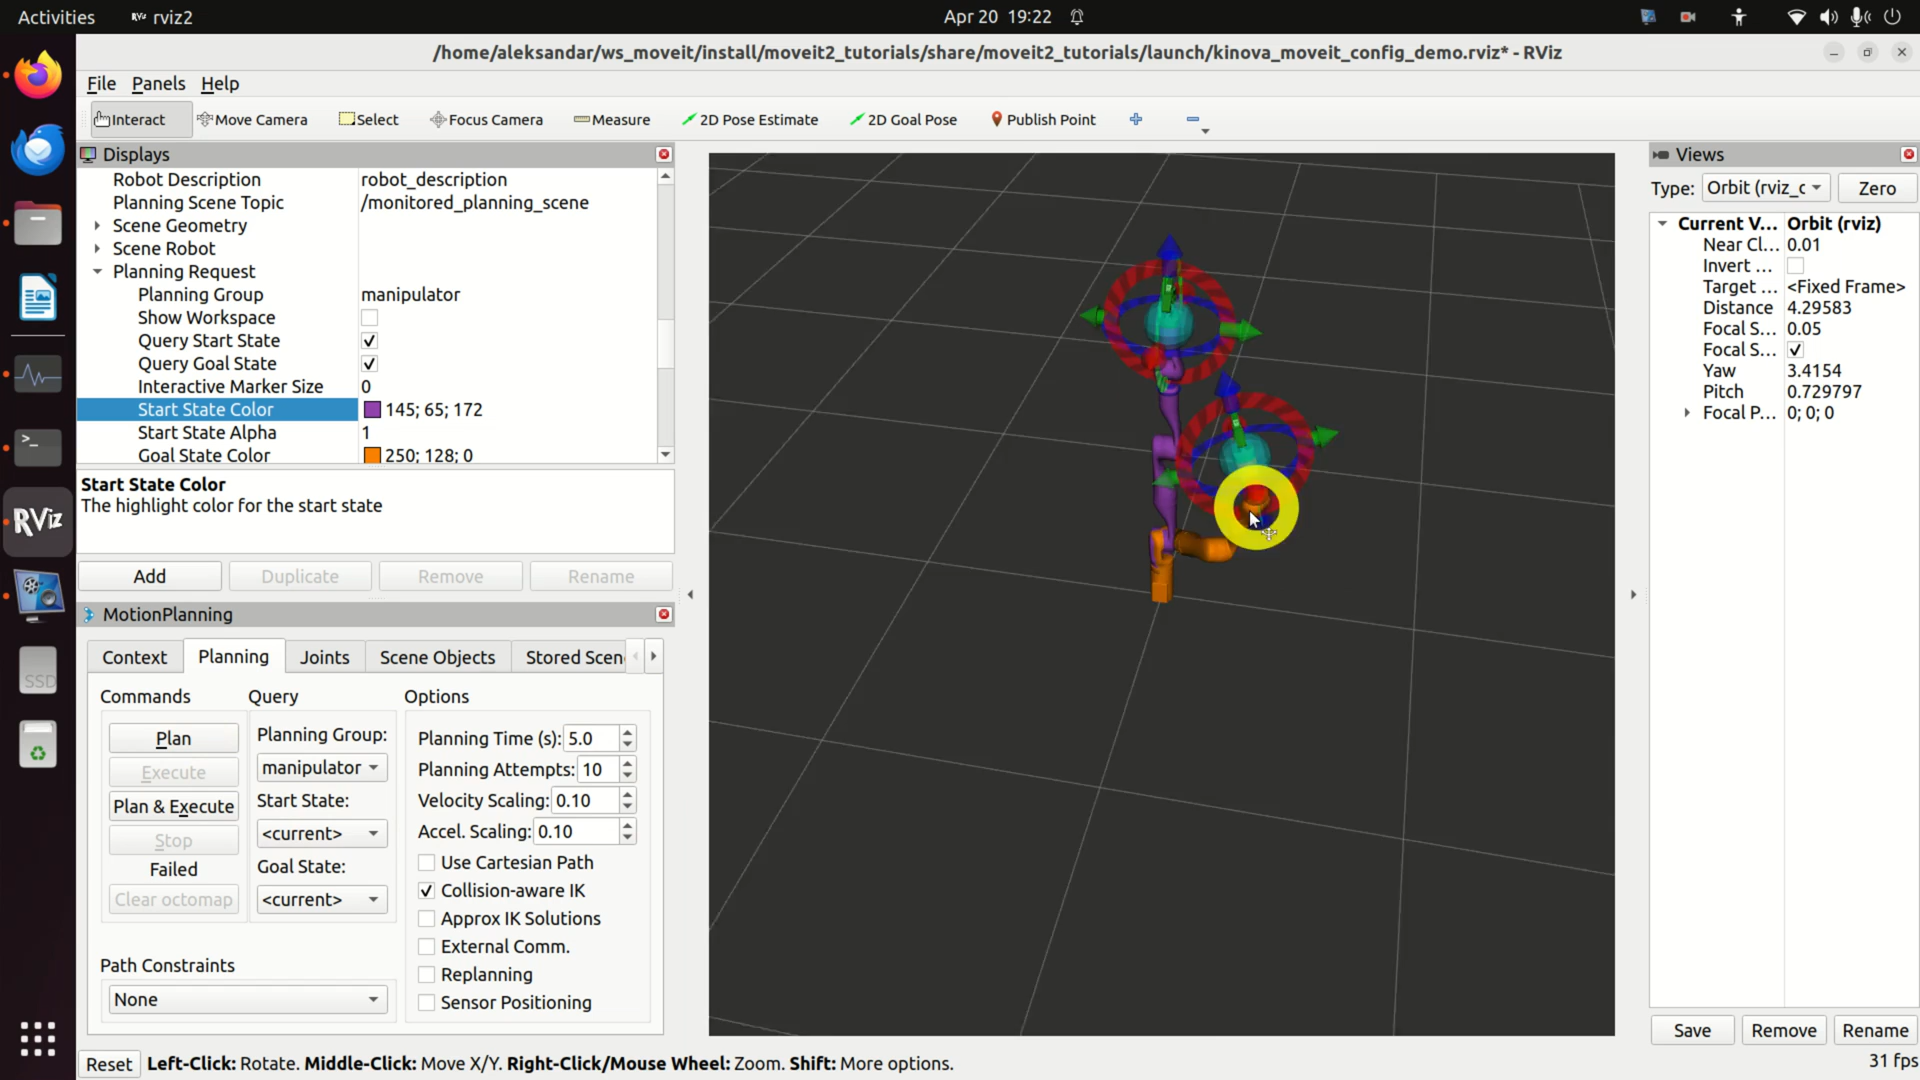 Activities
RViz rviz2
Apr 20 19:22
/home/aleksandar/ws_moveit/install/moveit2_tutorials/share/moveit2_tutorials/launch/kinova_moveit_config_demo.rviz* - RViz
File Panels Help
Interact Move Camera Select Focus Camera Measure 2D Pose Estimate 2D Goal Pose Publish Point
Displays
Robot Description robot_description
Planning Scene Topic /monitored_planning_scene
Scene Geometry
Scene Robot
Planning Request
Planning Group manipulator
Show Workspace
Query Start State
Query Goal State
Interactive Marker Size 0
Start State Color 145; 65; 172
Start State Alpha 1
Goal State Color 250; 128; 0
Start State Color
The highlight color for the start state
Add Duplicate Remove Rename
MotionPlanning
Context Planning Joints Scene Objects Stored Scen
Commands Query Options
Plan
Execute
Plan & Execute
Stop
Failed
Clear octomap
Planning Group:
manipulator
Start State:
<current>
Goal State:
<current>
Planning Time (s): 5.0
Planning Attempts: 10
Velocity Scaling: 0.10
Accel. Scaling: 0.10
Use Cartesian Path
Collision-aware IK
Approx IK Solutions
External Comm.
Replanning
Sensor Positioning
Path Constraints
None
Views
Type: Orbit (rviz_c Zero
Current V... Orbit (rviz)
Near Cl... 0.01
Invert ...
Target ... <Fixed Frame>
Distance 4.29583
Focal S... 0.05
Focal S...
Yaw 3.4154
Pitch 0.729797
Focal P... 0; 0; 0
Save Remove Rename
RViz
SSD
Reset Left-Click: Rotate. Middle-Click: Move X/Y. Right-Click/Mouse Wheel: Zoom. Shift: More options.
31 fps